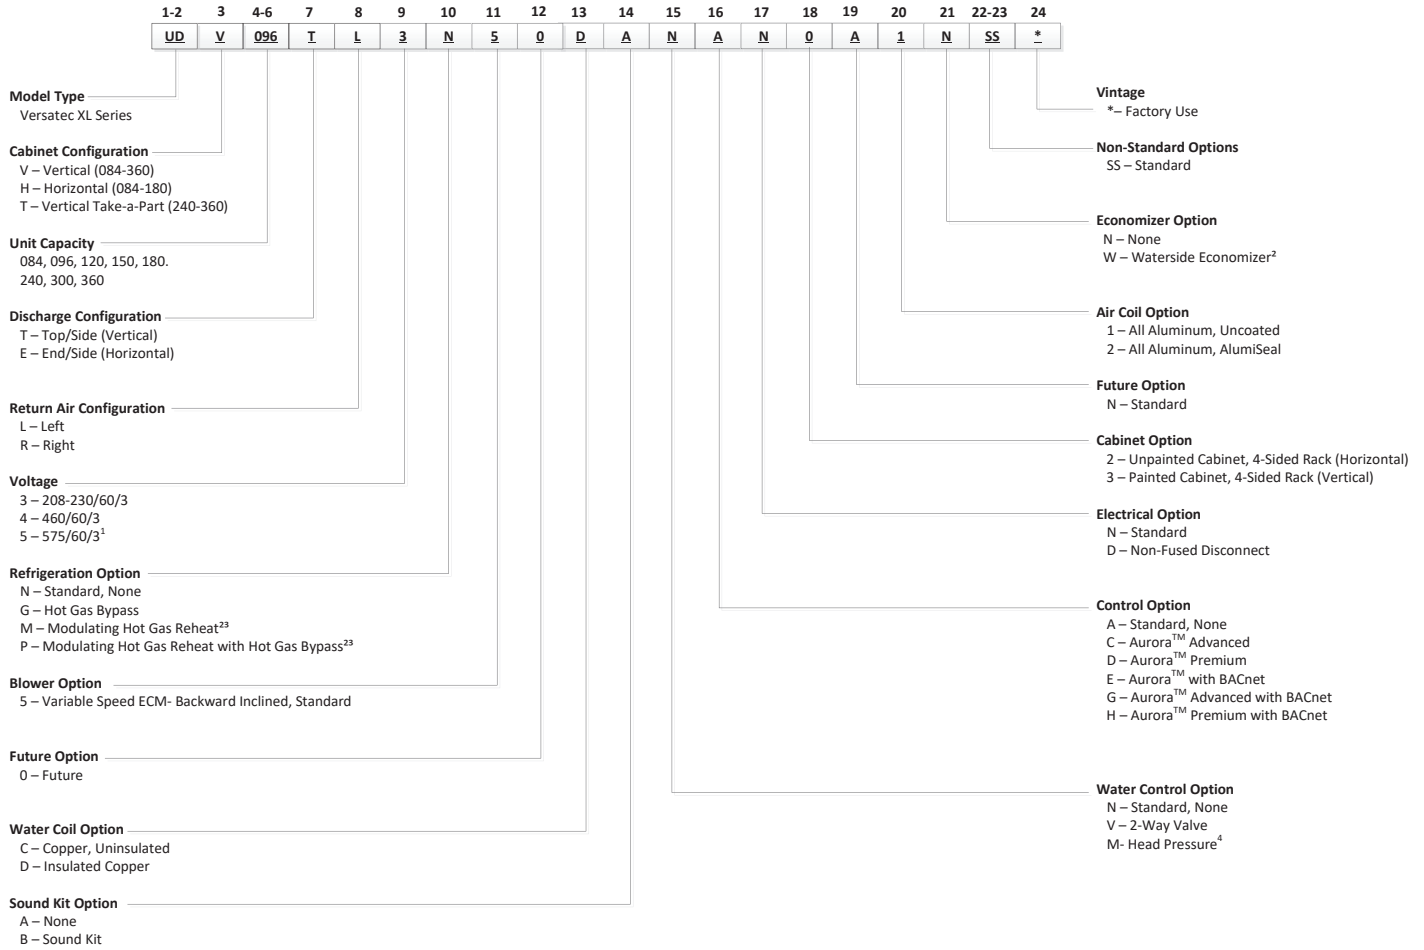 1-2 3 4-6 7 8 9 10 11 12 13 14 15 16 17 18 19 20 21 22-23 24
UD V 096 T L 3 N 5 0 D A N A N 0 A 1 N SS *
Model Type
Versatec XL Series
Cabinet Configuration
V – Vertical (084-360)
H – Horizontal (084-180)
T – Vertical Take-a-Part (240-360)
Unit Capacity
084, 096, 120, 150, 180.
240, 300, 360
Discharge Configuration
T – Top/Side (Vertical)
E – End/Side (Horizontal)
Return Air Configuration
L – Left
R – Right
Voltage
3 – 208-230/60/3
4 – 460/60/3
5 – 575/60/3¹
Refrigeration Option
N – Standard, None
G – Hot Gas Bypass
M – Modulating Hot Gas Reheat²³
P – Modulating Hot Gas Reheat with Hot Gas Bypass²³
Blower Option
5 – Variable Speed ECM- Backward Inclined, Standard
Future Option
0 – Future
Water Coil Option
C – Copper, Uninsulated
D – Insulated Copper
Sound Kit Option
A – None
B – Sound Kit
Vintage
*– Factory Use
Non-Standard Options
SS – Standard
Economizer Option
N – None
W – Waterside Economizer²
Air Coil Option
1 – All Aluminum, Uncoated
2 – All Aluminum, AlumiSeal
Future Option
N – Standard
Cabinet Option
2 – Unpainted Cabinet, 4-Sided Rack (Horizontal)
3 – Painted Cabinet, 4-Sided Rack (Vertical)
Electrical Option
N – Standard
D – Non-Fused Disconnect
Control Option
A – Standard, None
C – Aurora™ Advanced
D – Aurora™ Premium
E – Aurora™ with BACnet
G – Aurora™ Advanced with BACnet
H – Aurora™ Premium with BACnet
Water Control Option
N – Standard, None
V – 2-Way Valve
M- Head Pressure⁴